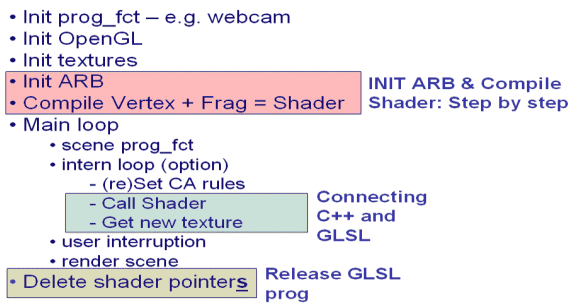 • Init prog_fct – e.g. webcam
• Init OpenGL
• Init textures
• Init ARB
• Compile Vertex + Frag = Shader
INIT ARB & Compile
Shader: Step by step
• Main loop
• scene prog_fct
• intern loop (option)
- (re)Set CA rules
- Call Shader
- Get new texture
Connecting
C++ and
GLSL
• user interruption
• render scene
• Delete shader pointers
Release GLSL
prog